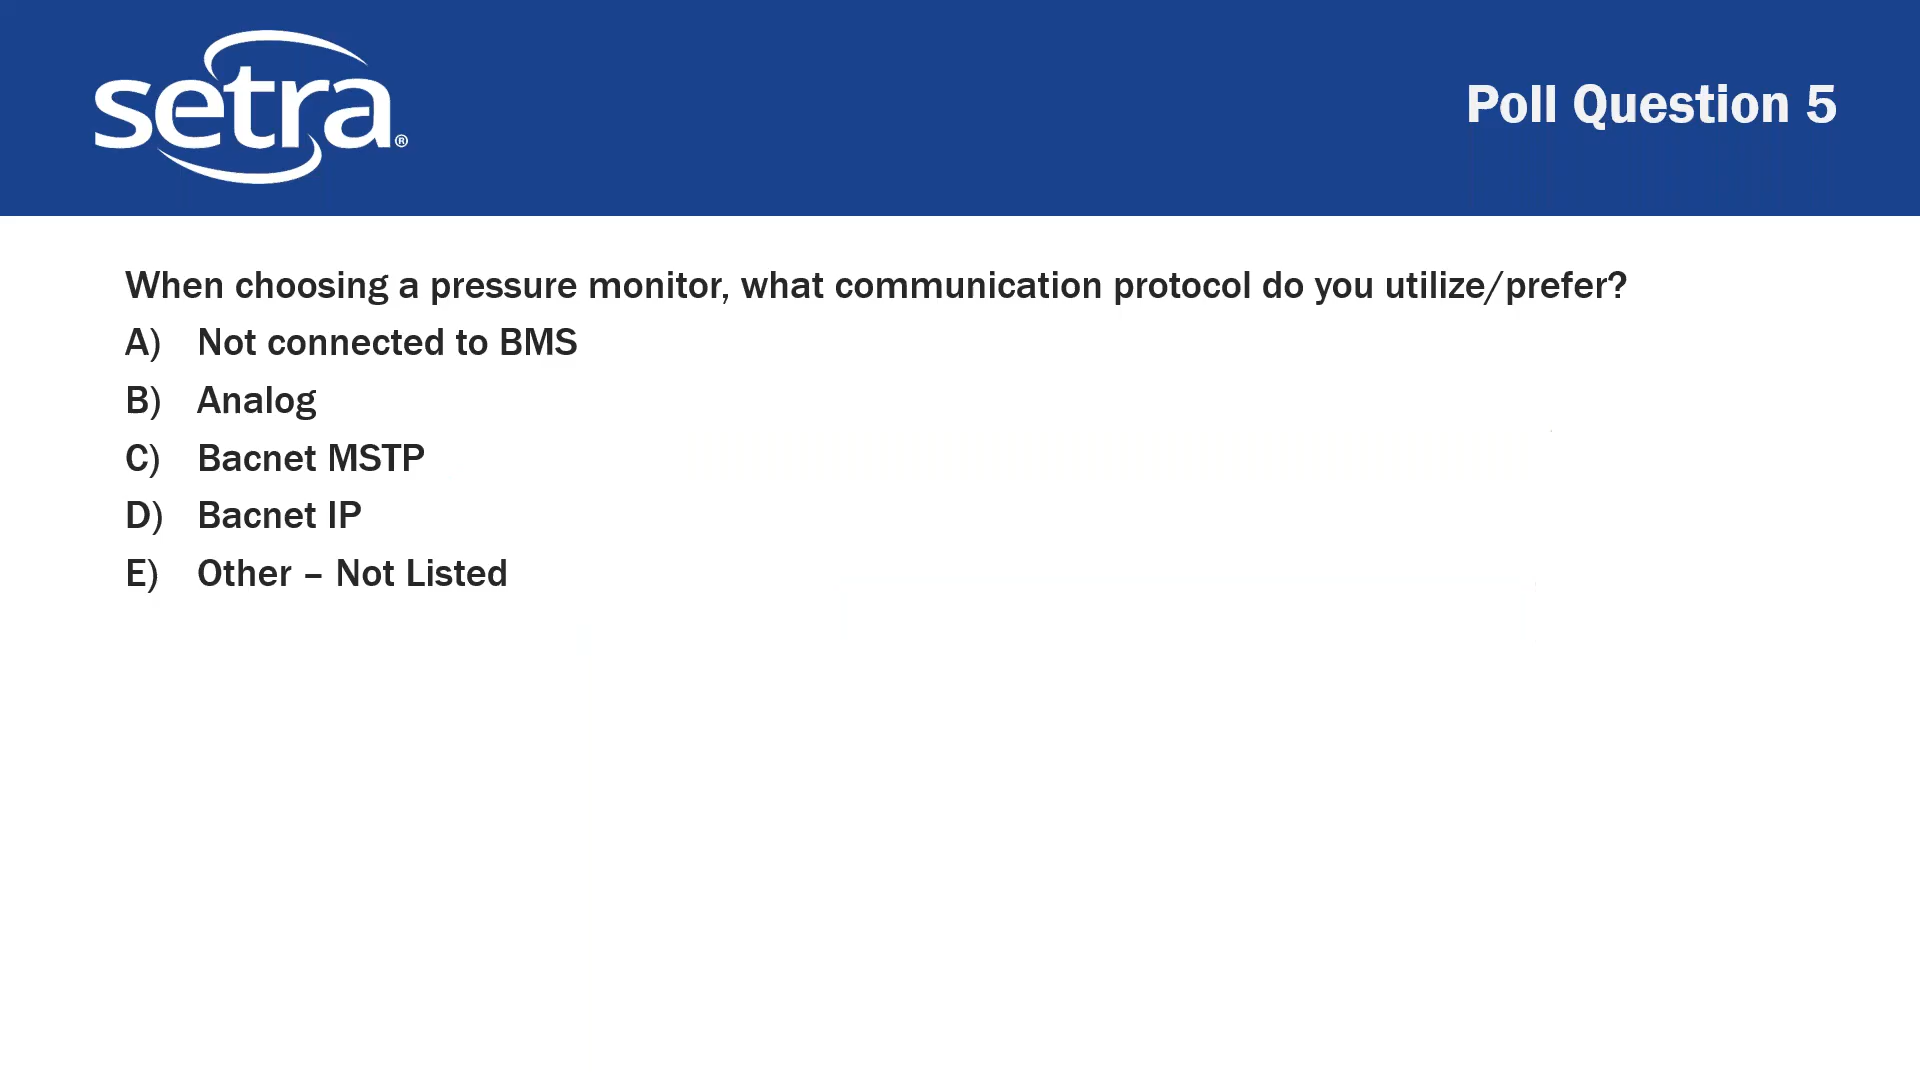 setra®
Poll Question 5
When choosing a pressure monitor, what communication protocol do you utilize/prefer?
A) Not connected to BMS
B) Analog
C) Bacnet MSTP
D) Bacnet IP
E) Other – Not Listed